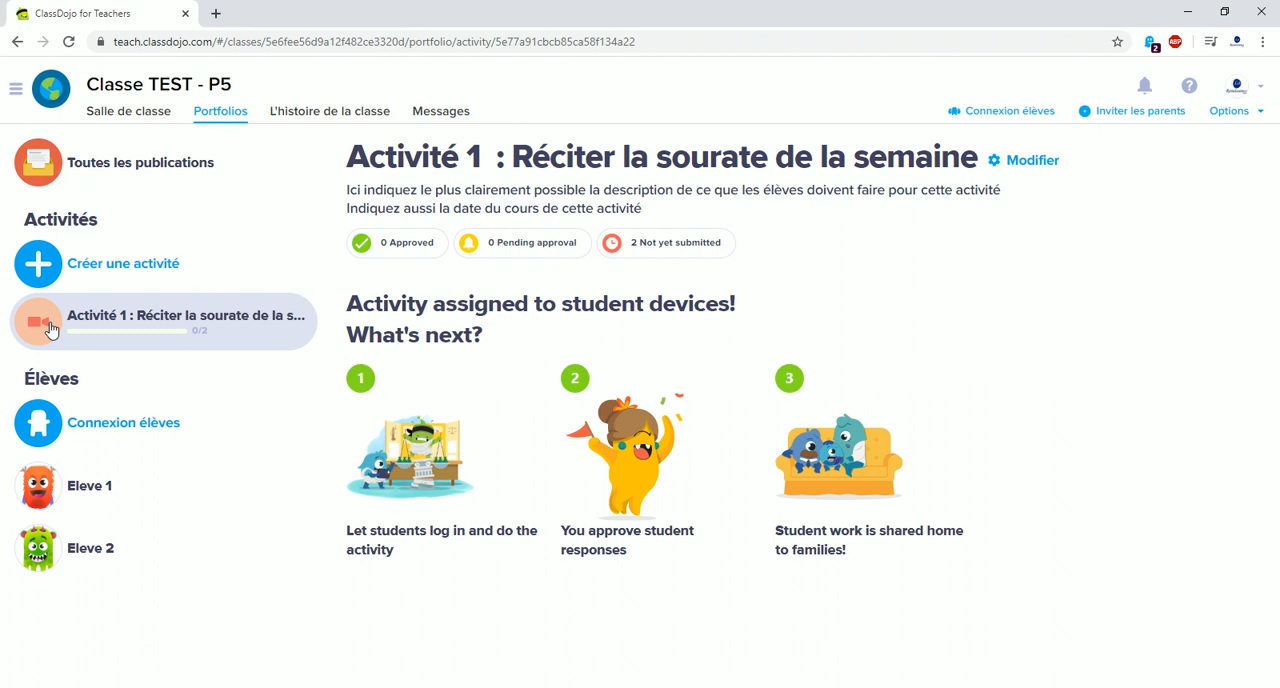 ClassDojo for Teachers
teach.classdojo.com/#/classes/5e6fee56d9a12f482ce3320d/portfolio/activity/5e77a91cbcb85ca58f134a22
2
ABP
Classe TEST - P5
Salle de classe
Portfolios
L'histoire de la classe
Messages
Connexion élèves
Inviter les parents
Options
Toutes les publications
Activités
Créer une activité
Activité 1 : Réciter la sourate de la s...
0/2
Élèves
Connexion élèves
Eleve 1
Eleve 2
Activité 1 : Réciter la sourate de la semaine
Modifier
Ici indiquez le plus clairement possible la description de ce que les élèves doivent faire pour cette activité
Indiquez aussi la date du cours de cette activité
0 Approved
0 Pending approval
2 Not yet submitted
Activity assigned to student devices!
What's next?
1
2
3
Let students log in and do the
activity
You approve student
responses
Student work is shared home
to families!